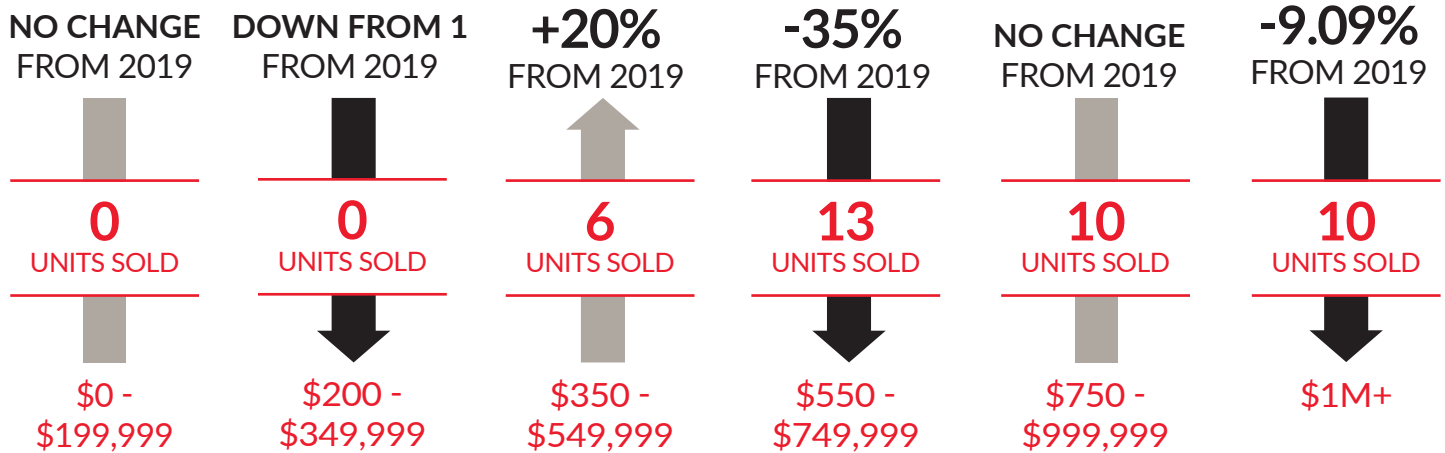 NO CHANGE
FROM 2019
0
UNITS SOLD
$0 -
$199,999
DOWN FROM 1
FROM 2019
0
UNITS SOLD
$200 -
$349,999
+20%
FROM 2019
6
UNITS SOLD
$350 -
$549,999
-35%
FROM 2019
13
UNITS SOLD
$550 -
$749,999
NO CHANGE
FROM 2019
10
UNITS SOLD
$750 -
$999,999
-9.09%
FROM 2019
10
UNITS SOLD
$1M+